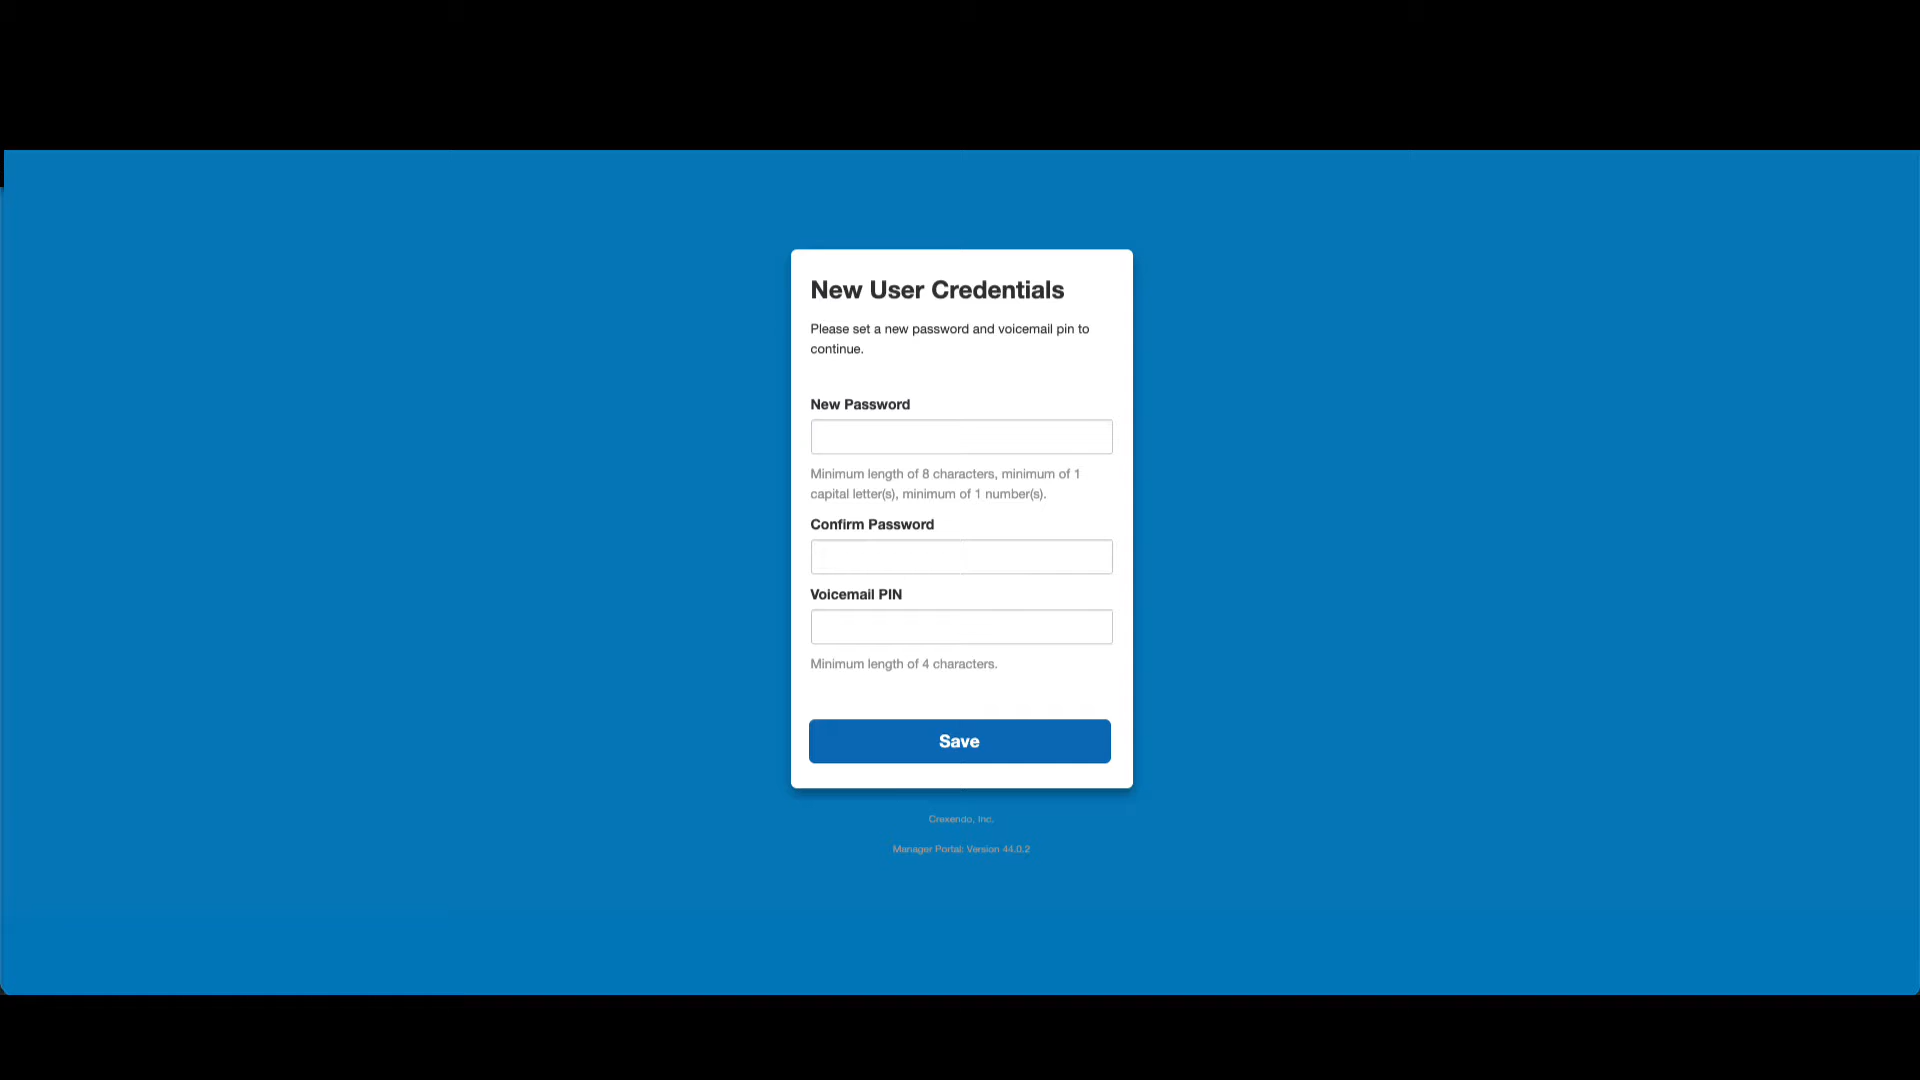 New User Credentials
Please set a new password and voicemail pin to
continue.
New Password
Minimum length of 8 characters, minimum of 1
capital letter(s), minimum of 1 number(s).
Confirm Password
Voicemail PIN
Minimum length of 4 characters.
Save
Crexendo, Inc.
Manager Portal: Version 44.0.2